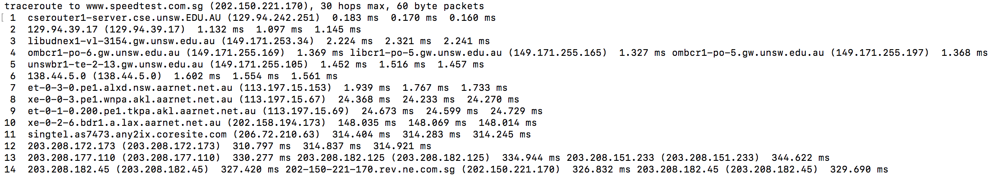 traceroute to www.speedtest.com.sg (202.150.221.170), 30 hops max, 60 byte packets
[ 1  cserouter1-server.cse.unsw.EDU.AU (129.94.242.251)  0.183 ms  0.170 ms  0.160 ms
2  129.94.39.17 (129.94.39.17)  1.132 ms  1.097 ms  1.145 ms
3  libudnex1-vl-3154.gw.unsw.edu.au (149.171.253.34)  2.224 ms  2.321 ms  2.241 ms
4  ombcr1-po-6.gw.unsw.edu.au (149.171.255.169)  1.369 ms libcr1-po-5.gw.unsw.edu.au (149.171.255.165)  1.327 ms ombcr1-po-5.gw.unsw.edu.au (149.171.255.197)  1.368 ms
5  unswbr1-te-2-13.gw.unsw.edu.au (149.171.255.105)  1.452 ms  1.516 ms  1.457 ms
6  138.44.5.0 (138.44.5.0)  1.602 ms  1.554 ms  1.561 ms
7  et-0-3-0.pe1.alxd.nsw.aarnet.net.au (113.197.15.153)  1.939 ms  1.767 ms  1.733 ms
8  xe-0-0-3.pe1.wnpa.akl.aarnet.net.au (113.197.15.67)  24.368 ms  24.233 ms  24.270 ms
9  et-0-1-0.200.pe1.tkpa.akl.aarnet.net.au (113.197.15.69)  24.673 ms  24.599 ms  24.729 ms
10  xe-0-2-6.bdr1.a.lax.aarnet.net.au (202.158.194.173)  148.035 ms  148.069 ms  148.014 ms
11  singtel.as7473.any2ix.coresite.com (206.72.210.63)  314.404 ms  314.283 ms  314.245 ms
12  203.208.172.173 (203.208.172.173)  310.797 ms  314.837 ms  314.921 ms
13  203.208.177.110 (203.208.177.110)  330.277 ms 203.208.182.125 (203.208.182.125)  334.944 ms 203.208.151.233 (203.208.151.233)  344.622 ms
14  203.208.182.45 (203.208.182.45)  327.420 ms 202-150-221-170.rev.ne.com.sg (202.150.221.170)  326.832 ms 203.208.182.45 (203.208.182.45)  329.690 ms